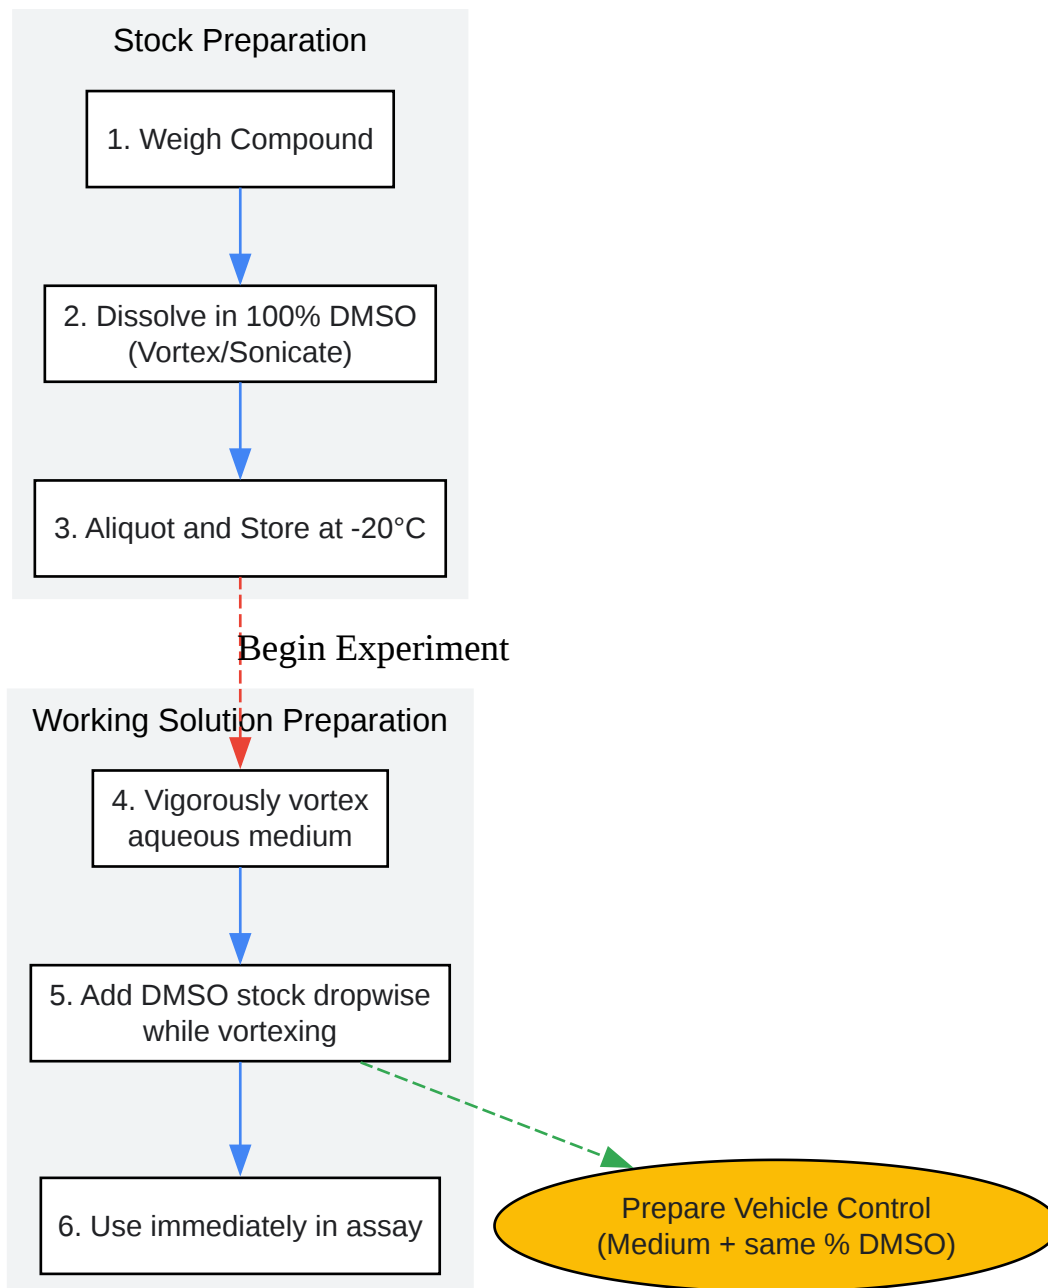 Stock Preparation
1. Weigh Compound
2. Dissolve in 100% DMSO
(Vortex/Sonicate)
3. Aliquot and Store at -20°C
Begin Experiment
Working Solution Preparation
4. Vigorously vortex
aqueous medium
5. Add DMSO stock dropwise
while vortexing
6. Use immediately in assay
Prepare Vehicle Control
(Medium + same % DMSO)